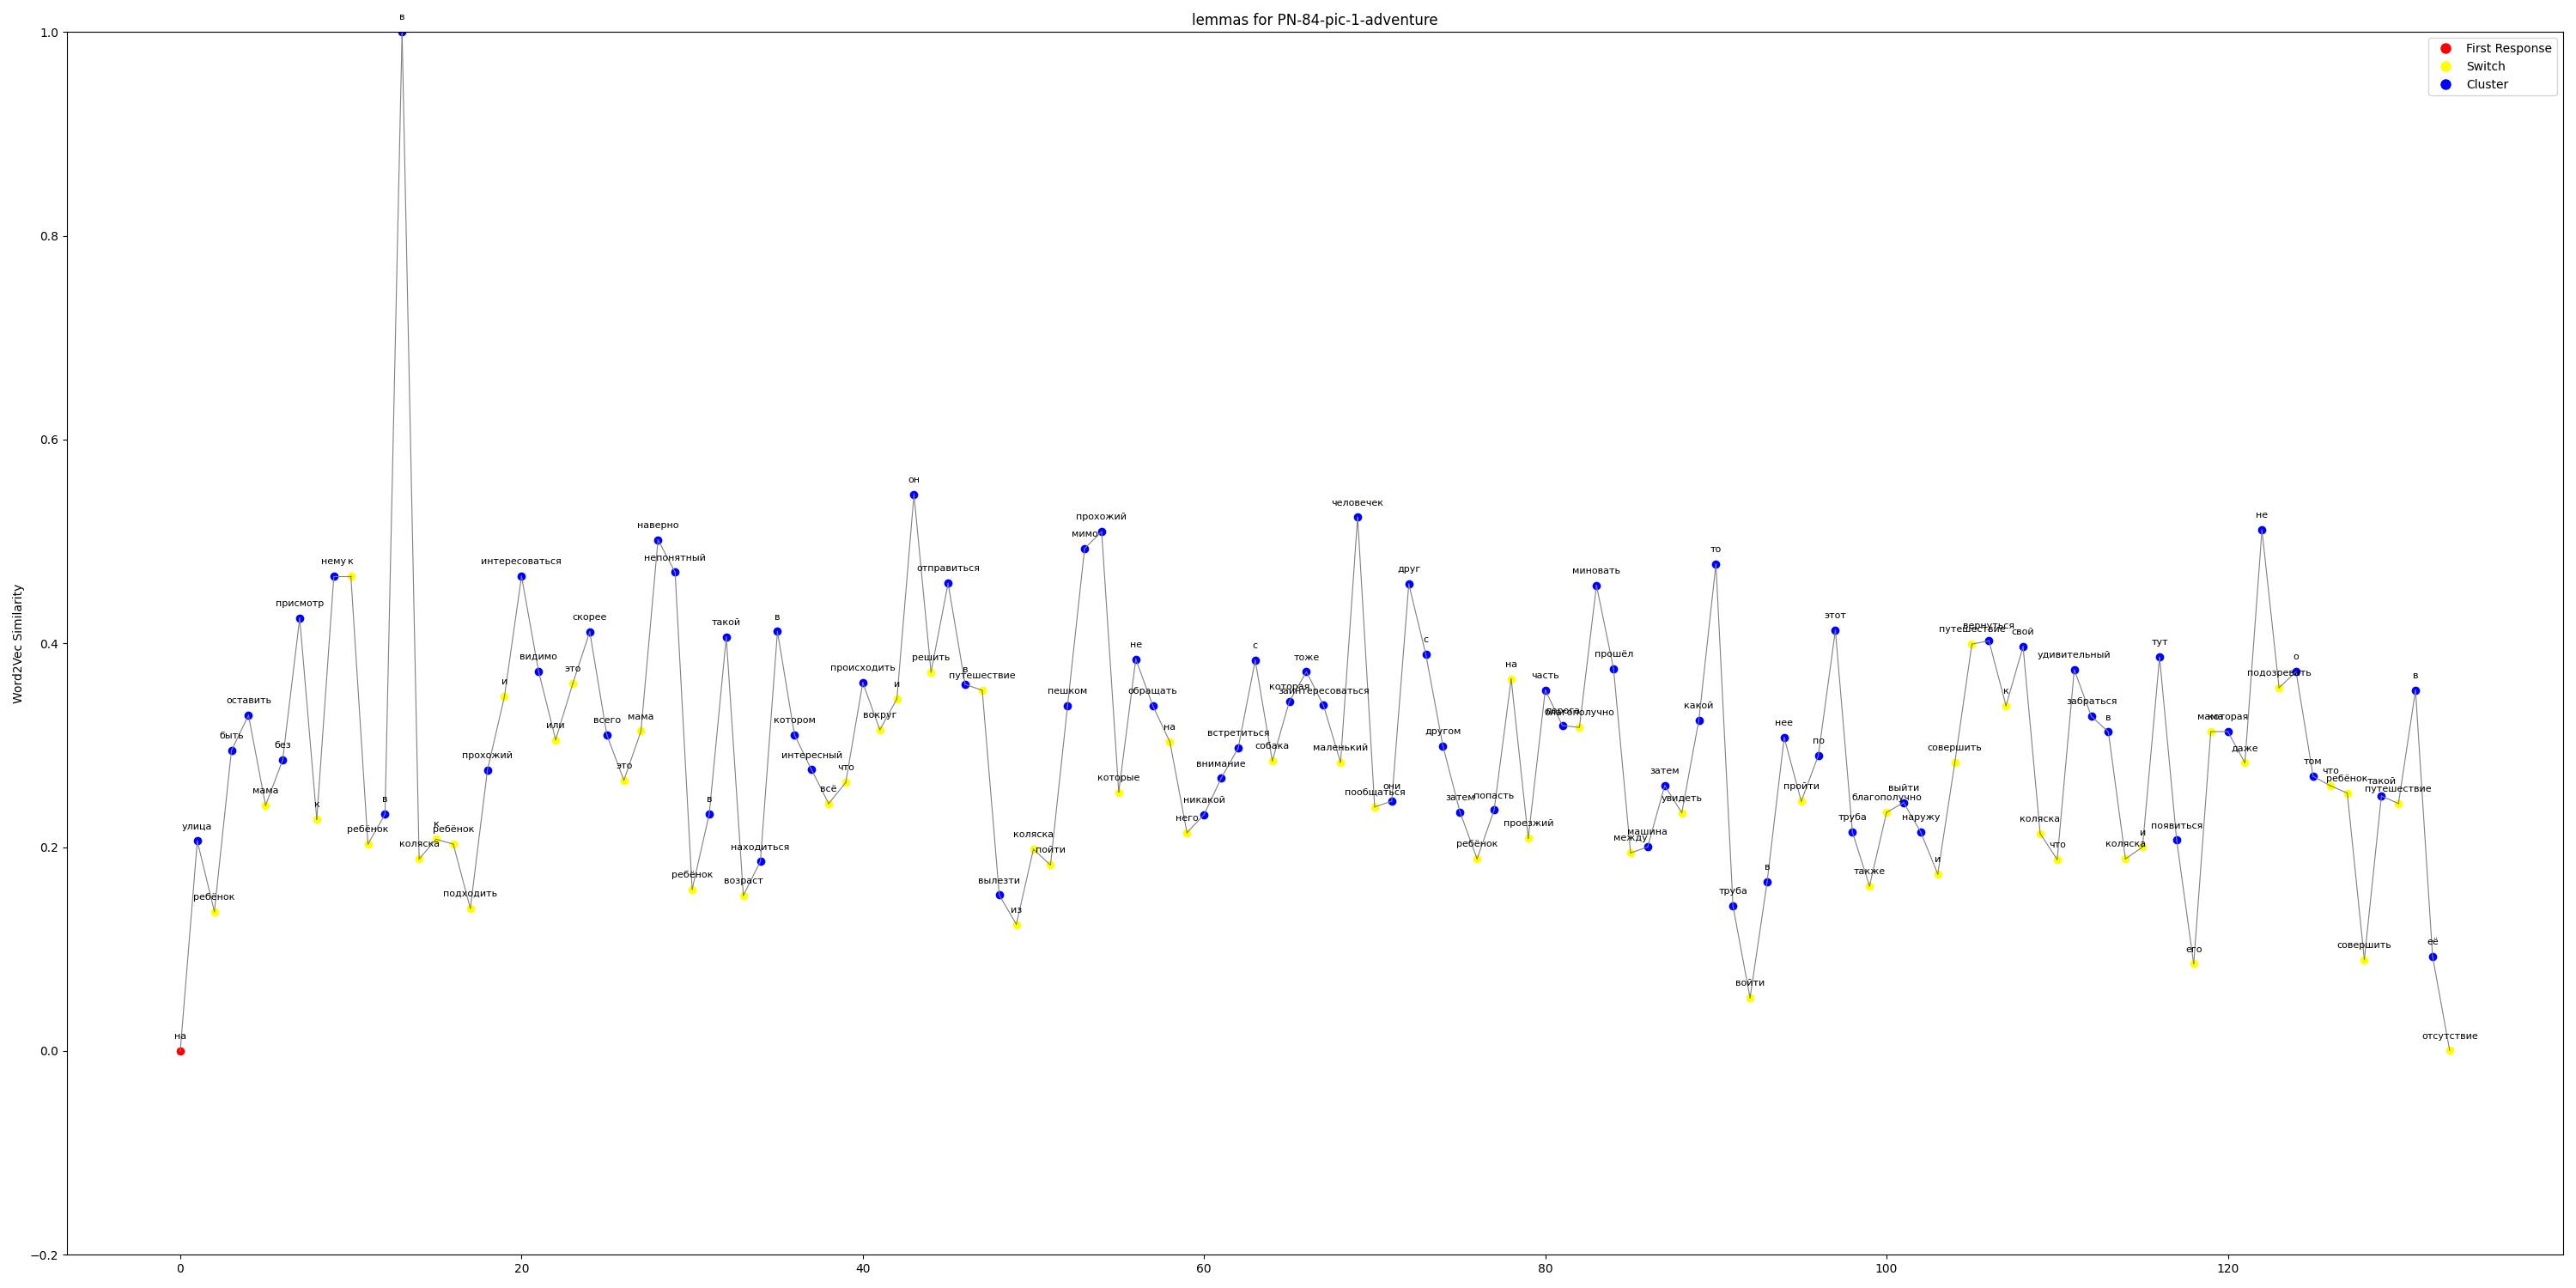 lemmas for PN-84-pic-1-adventure
First Response
Switch
Cluster
Word2Vec Similarity
1.0
0.8
0.6
0.4
0.2
0.0
−0.2
на
улица
ребёнок
быть
оставить
мама
без
присмотр
к
нему
к
ребёнок
в
в
коляска
к
ребёнок
подходить
прохожий
и
интересоваться
видимо
или
это
скорее
всего
это
мама
наверно
непонятный
ребёнок
в
такой
возраст
находиться
в
котором
интересный
всё
что
происходить
вокруг
и
он
решить
отправиться
в
путешествие
вылезти
из
коляска
пойти
пешком
мимо
прохожий
которые
не
обращать
на
него
никакой
внимание
встретиться
с
собака
которая
тоже
заинтересоваться
маленький
человечек
пообщаться
они
друг
с
другом
затем
ребёнок
попасть
на
проезжий
часть
дорога
благополучно
миновать
прошёл
между
машина
затем
увидеть
какой
то
труба
войти
в
нее
пройти
по
этот
труба
также
благополучно
выйти
наружу
и
совершить
путешествие
вернуться
к
свой
коляска
что
удивительный
забраться
в
коляска
и
тут
появиться
его
мама
которая
даже
не
подозревать
о
том
что
ребёнок
совершить
такой
путешествие
в
её
отсутствие
0
20
40
60
80
100
120